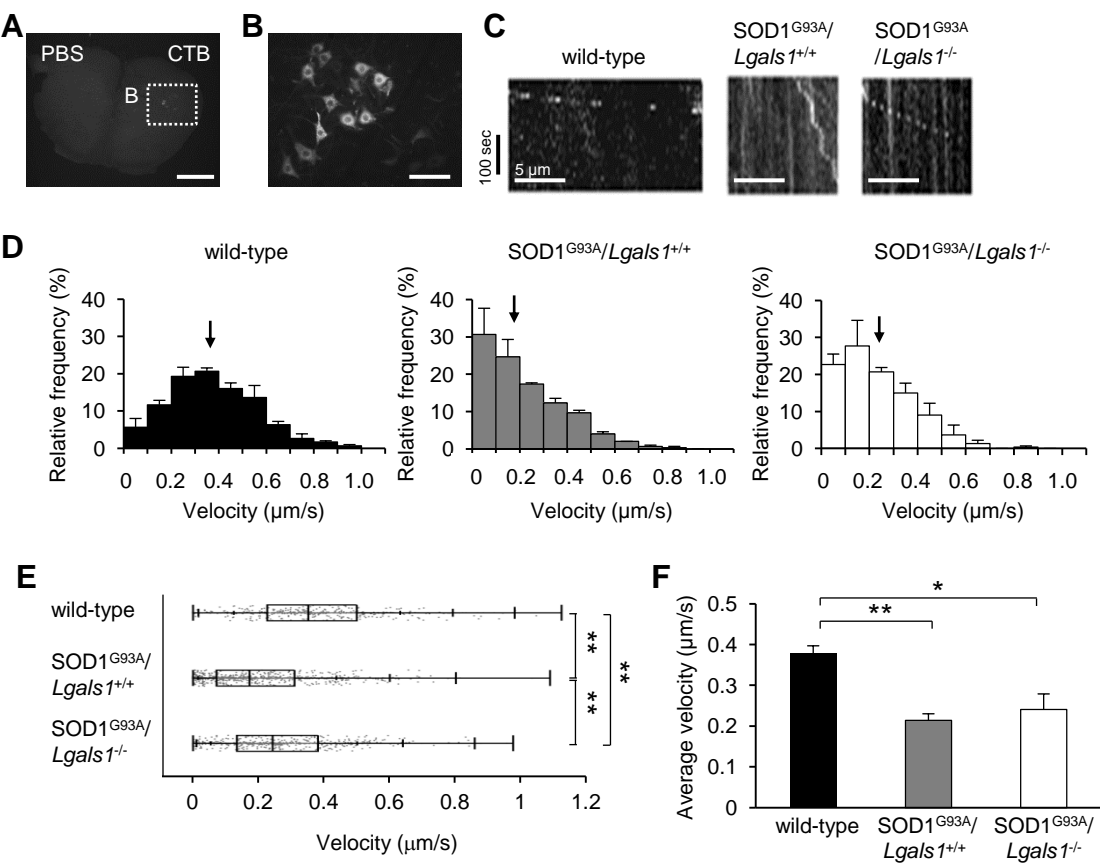 A
PBS
CTB
B
B
C
wild-type
SOD1G93A/
Lgals1+/+
SOD1G93A
/Lgals1-/-
100 sec
5 µm
D
wild-type
Relative frequency (%)
40
30
20
10
0
0 0.2 0.4 0.6 0.8 1.0
Velocity (µm/s)
SOD1G93A/Lgals1+/+
Relative frequency (%)
40
30
20
10
0
0 0.2 0.4 0.6 0.8 1.0
Velocity (µm/s)
SOD1G93A/Lgals1-/-
Relative frequency (%)
40
30
20
10
0
0 0.2 0.4 0.6 0.8 1.0
Velocity (µm/s)
E
wild-type
SOD1G93A/
Lgals1+/+
SOD1G93A/
Lgals1-/-
**
**
**
0 0.2 0.4 0.6 0.8 1 1.2
Velocity (µm/s)
F
Average velocity (µm/s)
0.5
0.4
0.3
0.2
0.1
0
*
**
wild-type
SOD1G93A/
Lgals1+/+
SOD1G93A/
Lgals1-/-